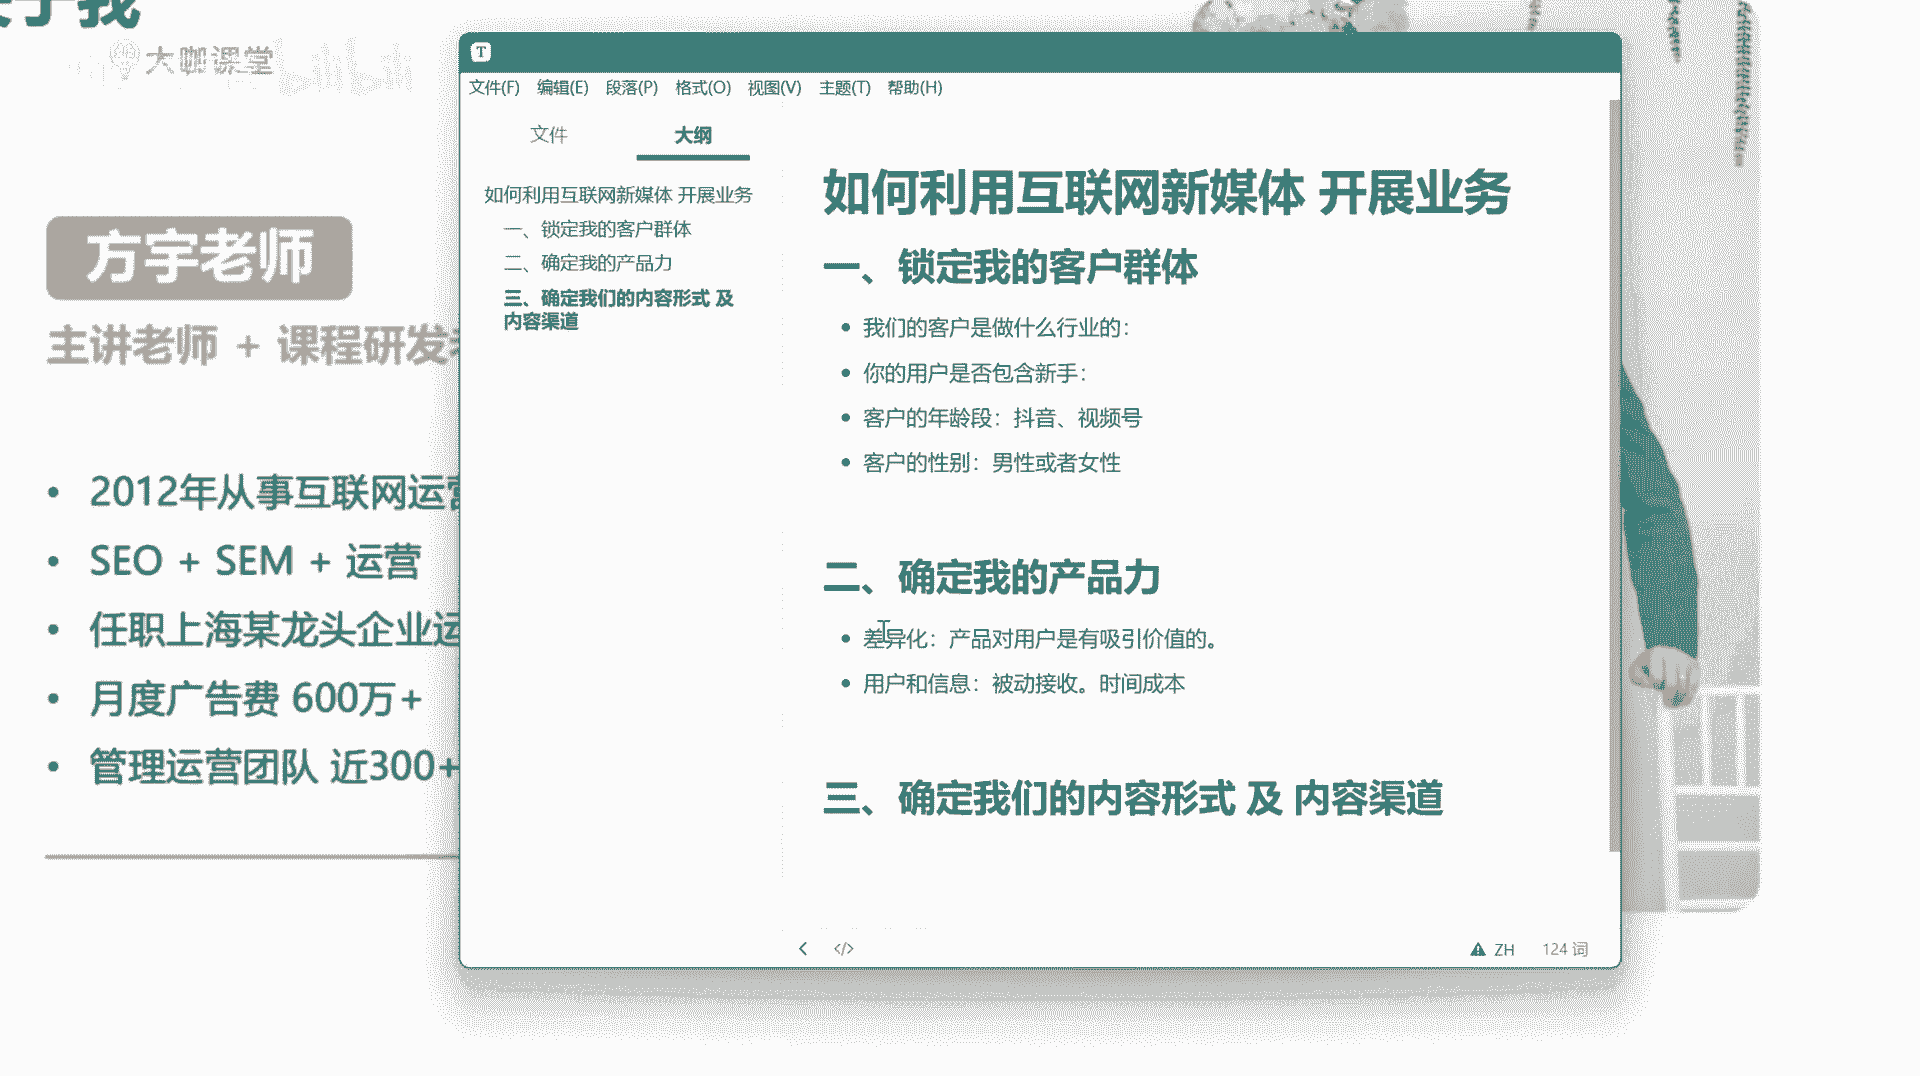 大咖课堂
bilibili
方宇老师
主讲老师 + 课程研发
• 2012年从事互联网运营
• SEO + SEM + 运营
• 任职上海某龙头企业运
• 月度广告费 600万+
• 管理运营团队 近300+
T
文件(F) 编辑(E) 段落(P) 格式(O) 视图(V) 主题(T) 帮助(H)
文件 大纲
如何利用互联网新媒体 开展业务
一、锁定我的客户群体
二、确定我的产品力
三、确定我们的内容形式 及
内容渠道
如何利用互联网新媒体 开展业务
一、锁定我的客户群体
• 我们的客户是做什么行业的：
• 你的用户是否包含新手：
• 客户的年龄段：抖音、视频号
• 客户的性别：男性或者女性
二、确定我的产品力
• 差异化：产品对用户是有吸引价值的。
• 用户和信息：被动接收。时间成本
三、确定我们的内容形式 及 内容渠道
ZH 124 词